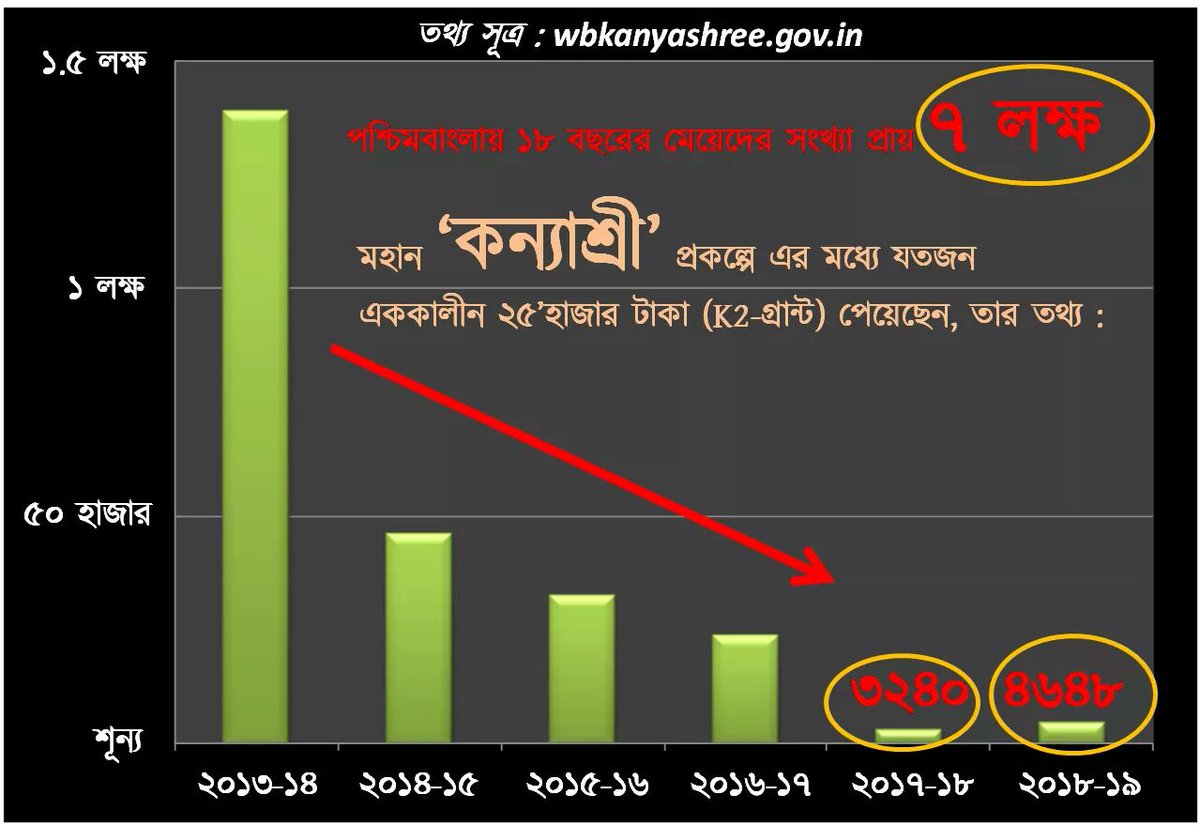 তথ্য সূত্র : wbkanyashree.gov.in
১.৫ লক্ষ
পশ্চিমবাংলায় ১৮ বছরের মেয়েদের সংখ্যা প্রায় ৭ লক্ষ
মহান ‘কন্যাশ্রী’ প্রকল্পে এর মধ্যে যতজন
১ লক্ষ
এককালীন ২৫’হাজার টাকা (K2-গ্রান্ট) পেয়েছেন, তার তথ্য :
৫০ হাজার
৩২৪০ ৪৬৪৮
শূন্য
২০১৩-১৪ ২০১৪-১৫ ২০১৫-১৬ ২০১৬-১৭ ২০১৭-১৮ ২০১৮-১৯